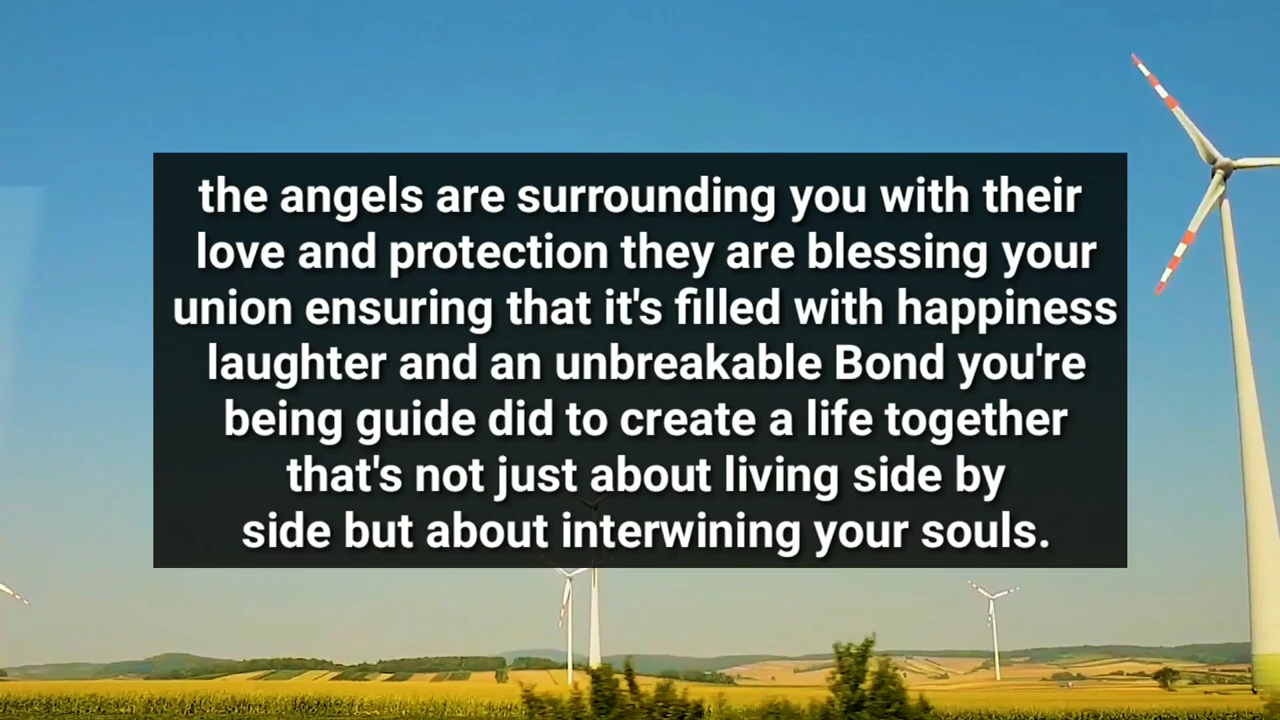 the angels are surrounding you with their
love and protection they are blessing your
union ensuring that it's filled with happiness
laughter and an unbreakable Bond you're
being guide did to create a life together
that's not just about living side by
side but about interwining your souls.